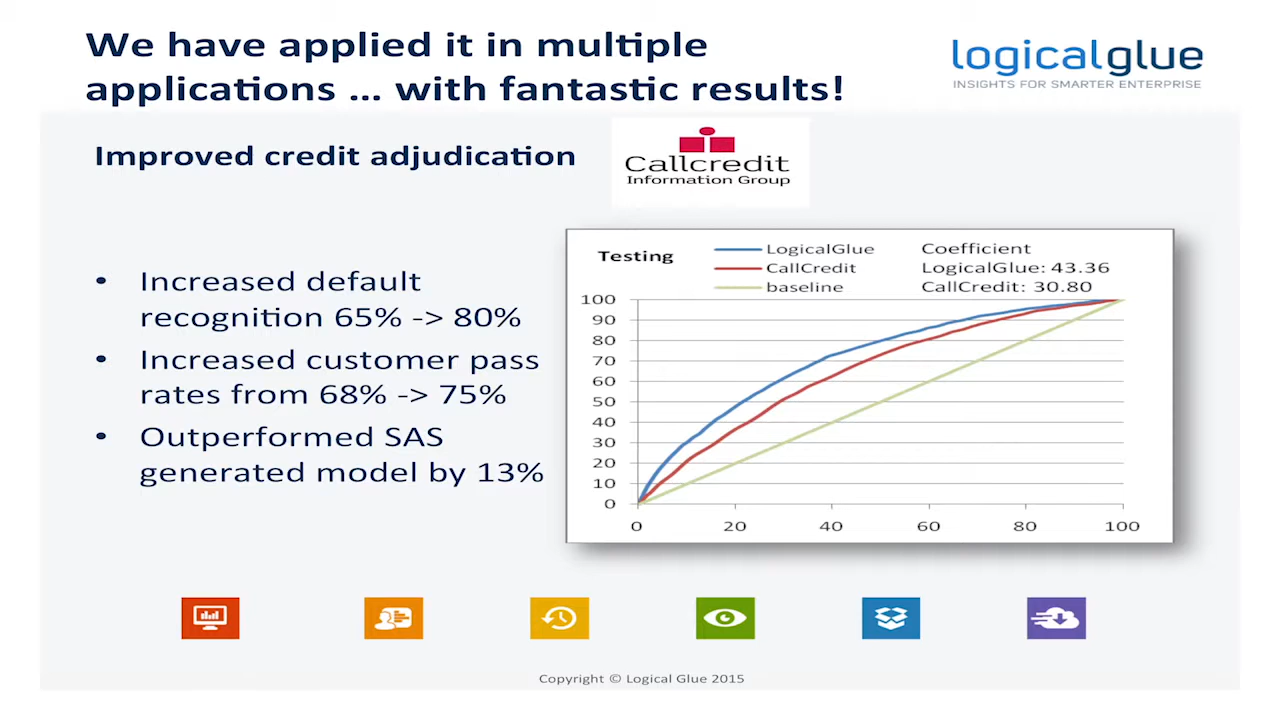 We have applied it in multiple
applications ... with fantastic results!
logicalglue
INSIGHTS FOR SMARTER ENTERPRISE
Improved credit adjudication
Callcredit
Information Group
• Increased default
recognition 65% -> 80%
• Increased customer pass
rates from 68% -> 75%
• Outperformed SAS
generated model by 13%
Testing
LogicalGlue
CallCredit
baseline
Coefficient
LogicalGlue: 43.36
CallCredit: 30.80
100
90
80
70
60
50
40
30
20
10
0
0 20 40 60 80 100
Copyright © Logical Glue 2015